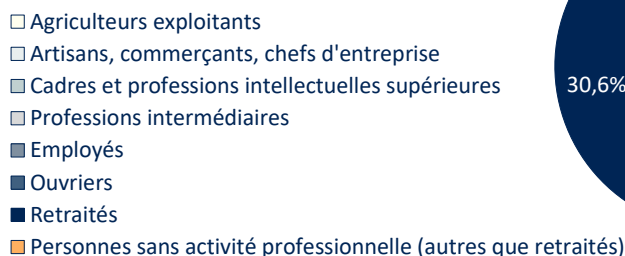 Agriculteurs exploitants
Artisans, commerçants, chefs d'entreprise
Cadres et professions intellectuelles supérieures
30,6%
Professions intermédiaires
Employés
Ouvriers
Retraités
Personnes sans activité professionnelle (autres que retraités)